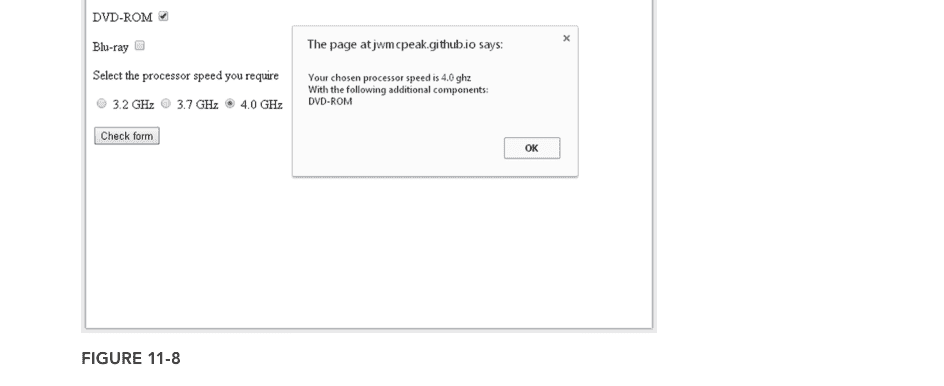 DVD-ROM
Blu-ray
Select the processor speed you require
3.2 GHz 3.7 GHz 4.0 GHz
Check form
The page at jwmcpeak.github.io says:
Your chosen processor speed is 4.0 ghz
With the following additional components:
DVD-ROM
OK
FIGURE 11-8